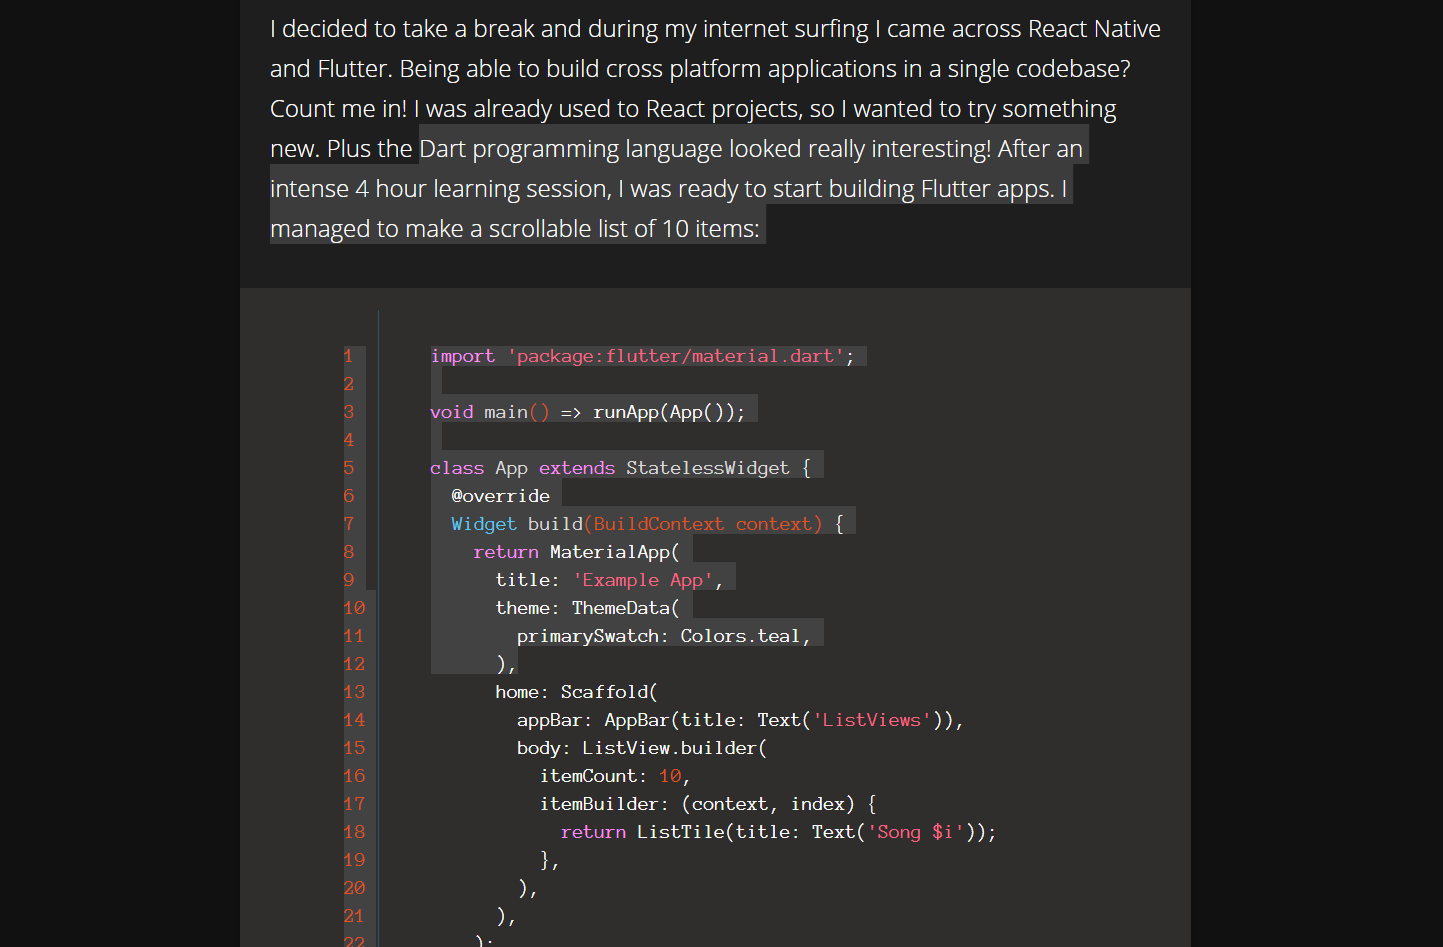 I decided to take a break and during my internet surfing I came across React Native
and Flutter. Being able to build cross platform applications in a single codebase?
Count me in! I was already used to React projects, so I wanted to try something
new. Plus the Dart programming language looked really interesting! After an
intense 4 hour learning session, I was ready to start building Flutter apps. I
managed to make a scrollable list of 10 items:
1 import 'package:flutter/material.dart';
2
3 void main() => runApp(App());
4
5 class App extends StatelessWidget {
6   @override
7   Widget build(BuildContext context) {
8     return MaterialApp(
9       title: 'Example App',
10       theme: ThemeData(
11         primarySwatch: Colors.teal,
12       ),
13       home: Scaffold(
14         appBar: AppBar(title: Text('ListViews')),
15         body: ListView.builder(
16           itemCount: 10,
17           itemBuilder: (context, index) {
18             return ListTile(title: Text('Song $i'));
19           },
20         ),
21       ),
22     );